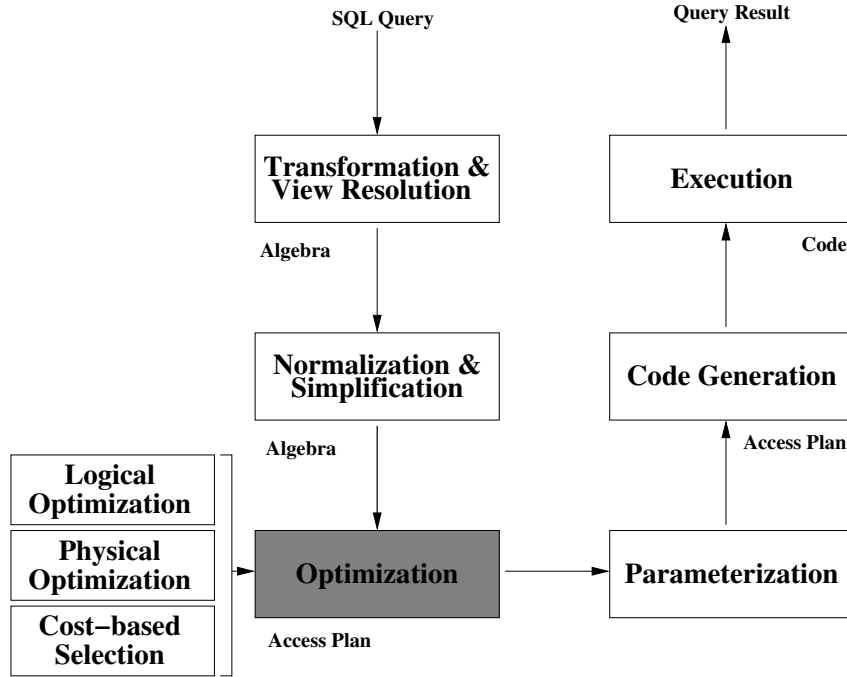 SQL Query
Query Result
Transformation &
View Resolution
Execution
Algebra
Code
Normalization &
Simplification
Code Generation
Algebra
Access Plan
Logical
Optimization
Physical
Optimization
Cost–based
Selection
Optimization
Parameterization
Access Plan